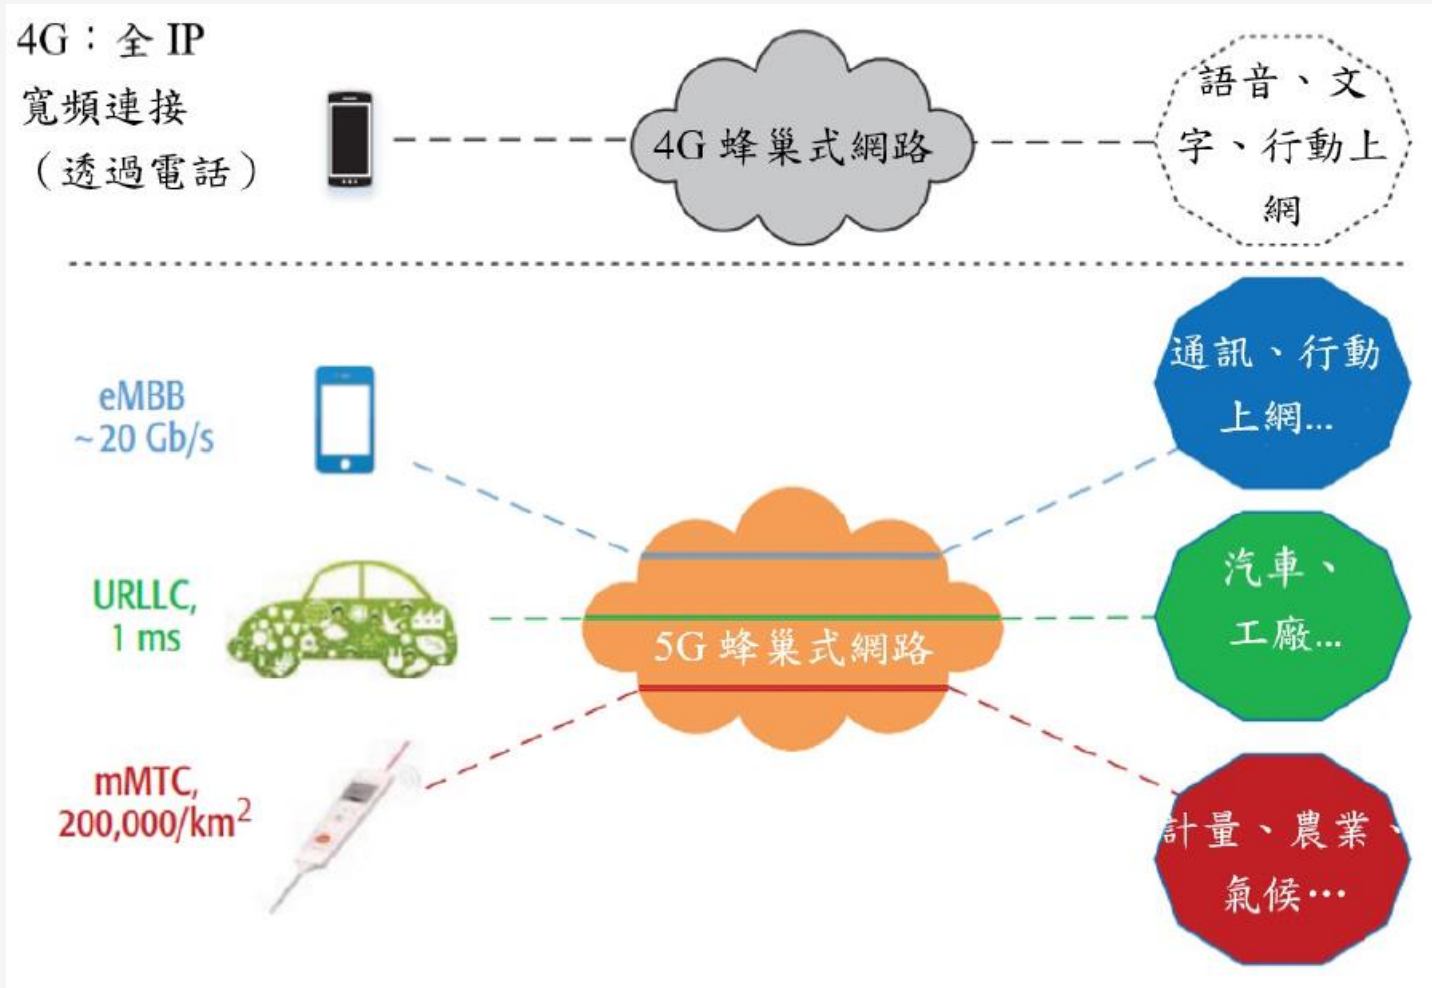 4G：全 IP
寬頻連接
（透過電話）
4G 蜂巢式網路
語音、文
字、行動上
網
eMBB
~20 Gb/s
通訊、行動
上網...
URLLC,
1 ms
5G 蜂巢式網路
汽車、
工廠...
mMTC,
200,000/km²
計量、農業、
氣候…